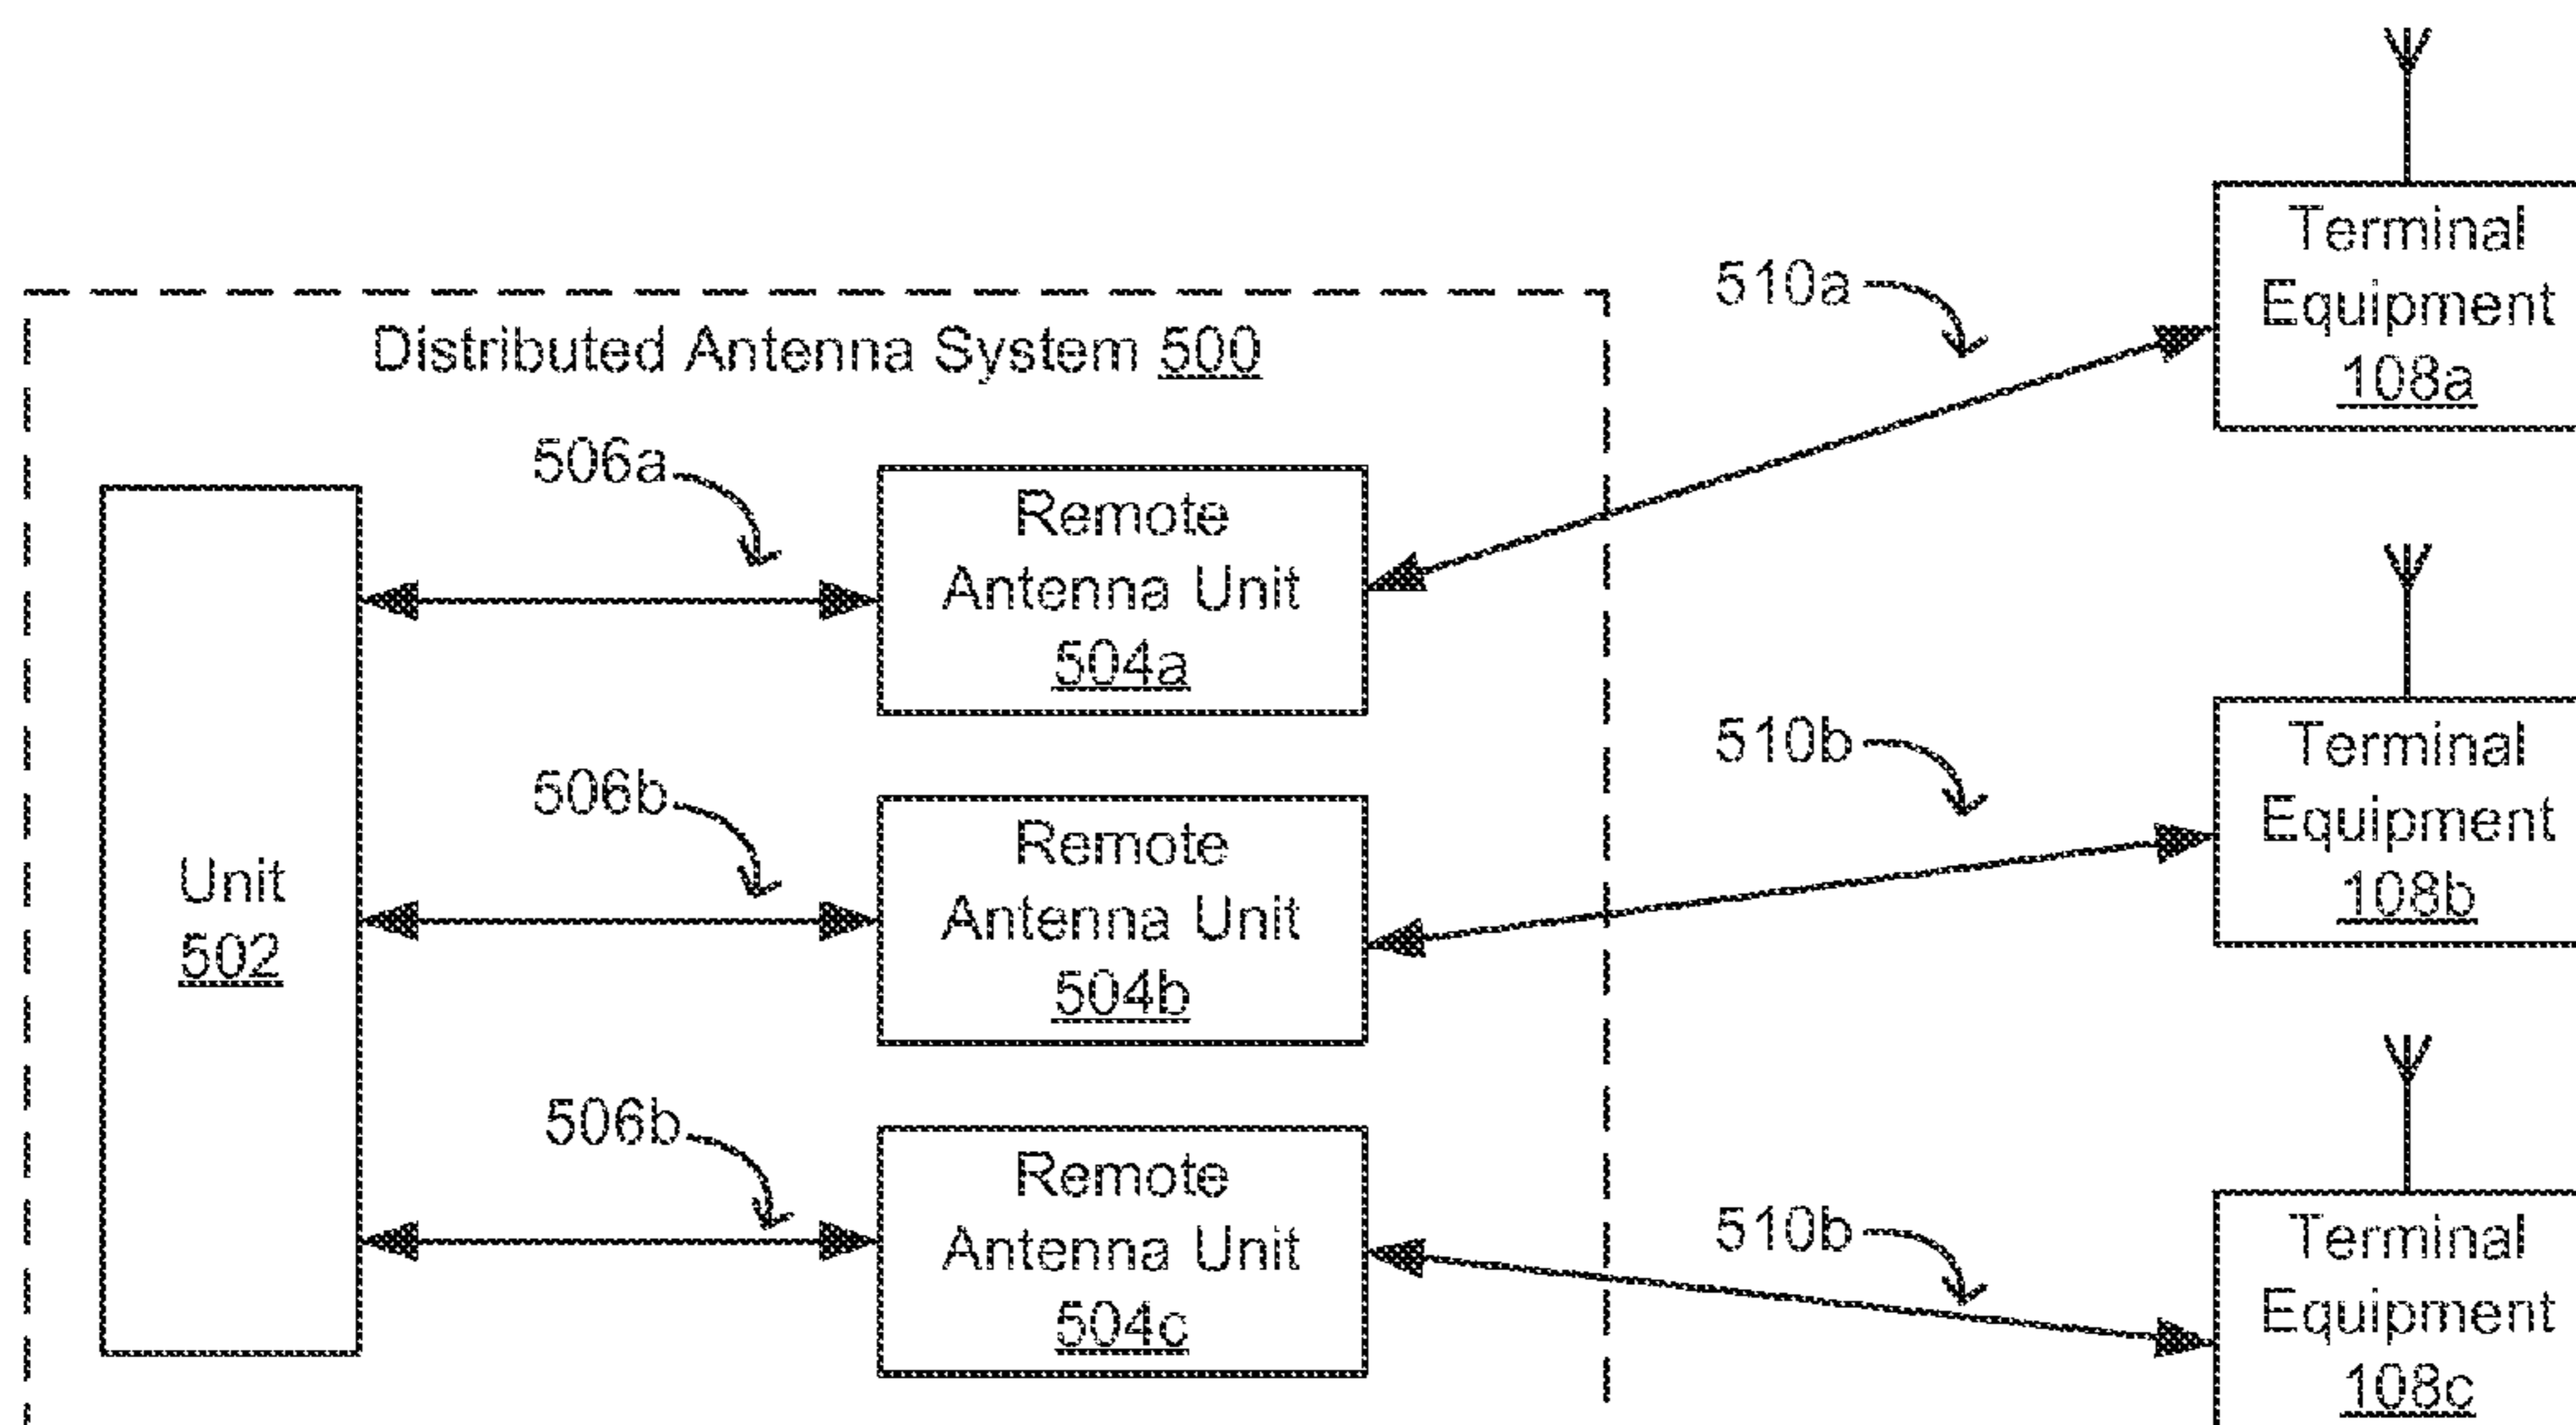 Distributed Antenna System 500
Unit
502
506a
Remote
Antenna Unit
504a
506b
Remote
Antenna Unit
504b
506b
Remote
Antenna Unit
504c
510a
Terminal
Equipment
108a
510b
Terminal
Equipment
108b
510b
Terminal
Equipment
108c